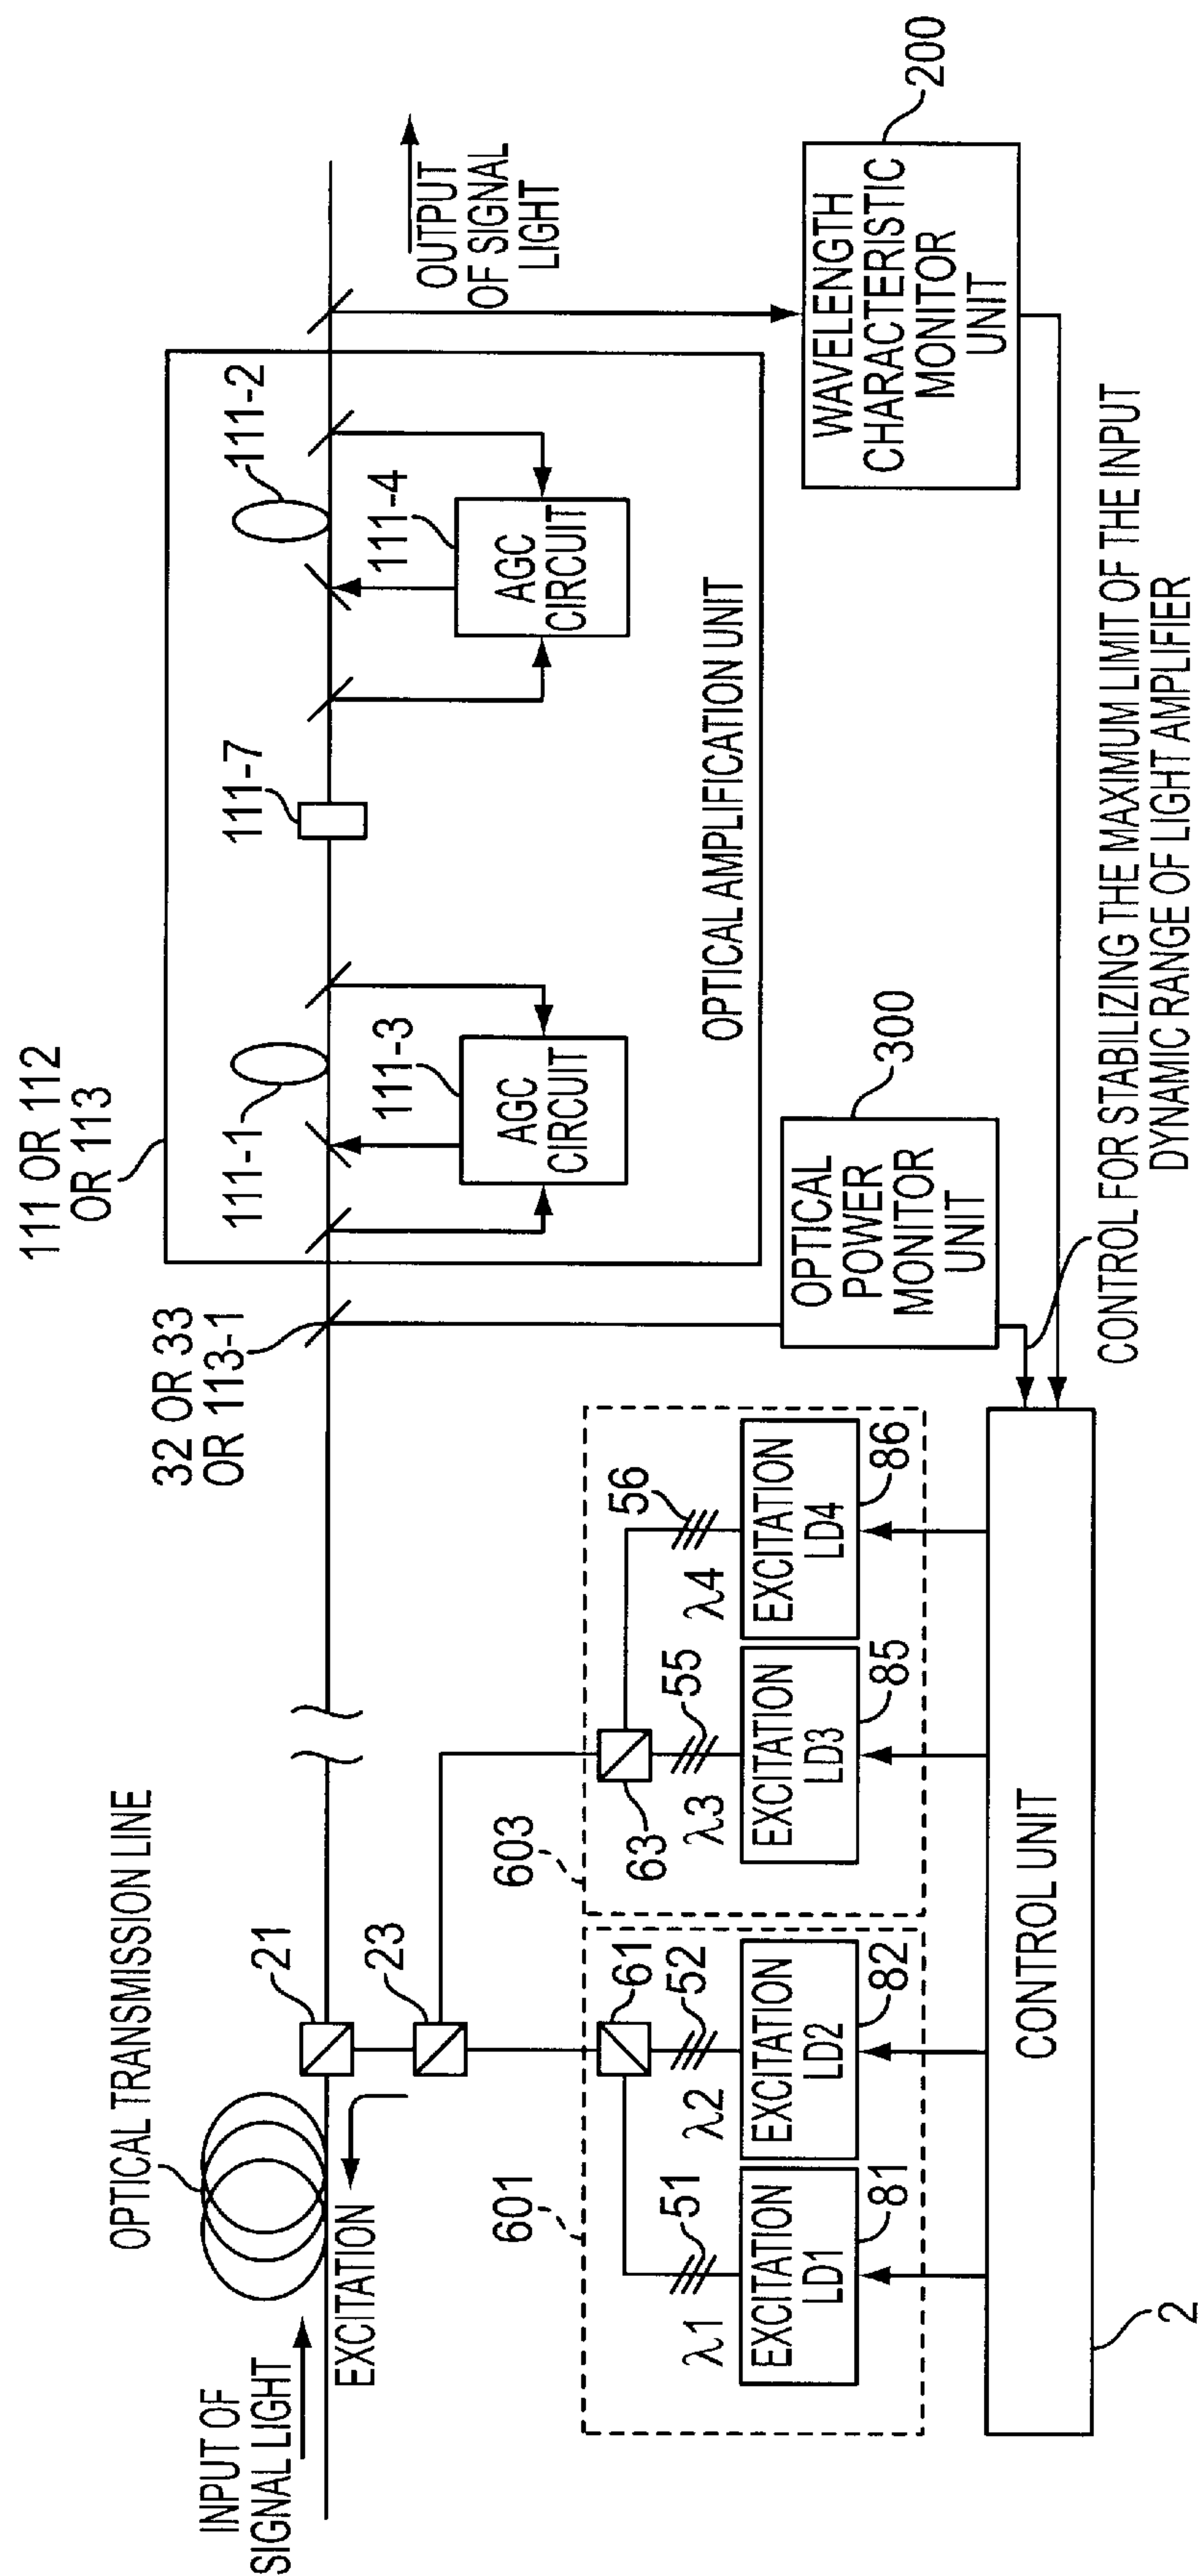 111 OR 112
OR 113
32 OR 33
OR 113-1
OPTICAL TRANSMISSION LINE
21
23
INPUT OF
SIGNAL LIGHT
EXCITATION
111-1
111-3
AGC
CIRCUIT
111-7
111-2
111-4
AGC
CIRCUIT
OPTICAL AMPLIFICATION UNIT
OUTPUT
OF SIGNAL
LIGHT
601
61
λ1
51
λ2
52
EXCITATION
LD1
81
EXCITATION
LD2
82
603
63
λ3
55
λ4
56
EXCITATION
LD3
85
EXCITATION
LD4
86
OPTICAL
POWER
MONITOR
UNIT
300
WAVELENGTH
CHARACTERISTIC
MONITOR
UNIT
200
CONTROL UNIT
2
CONTROL FOR STABILIZING THE MAXIMUM LIMIT OF THE INPUT
DYNAMIC RANGE OF LIGHT AMPLIFIER